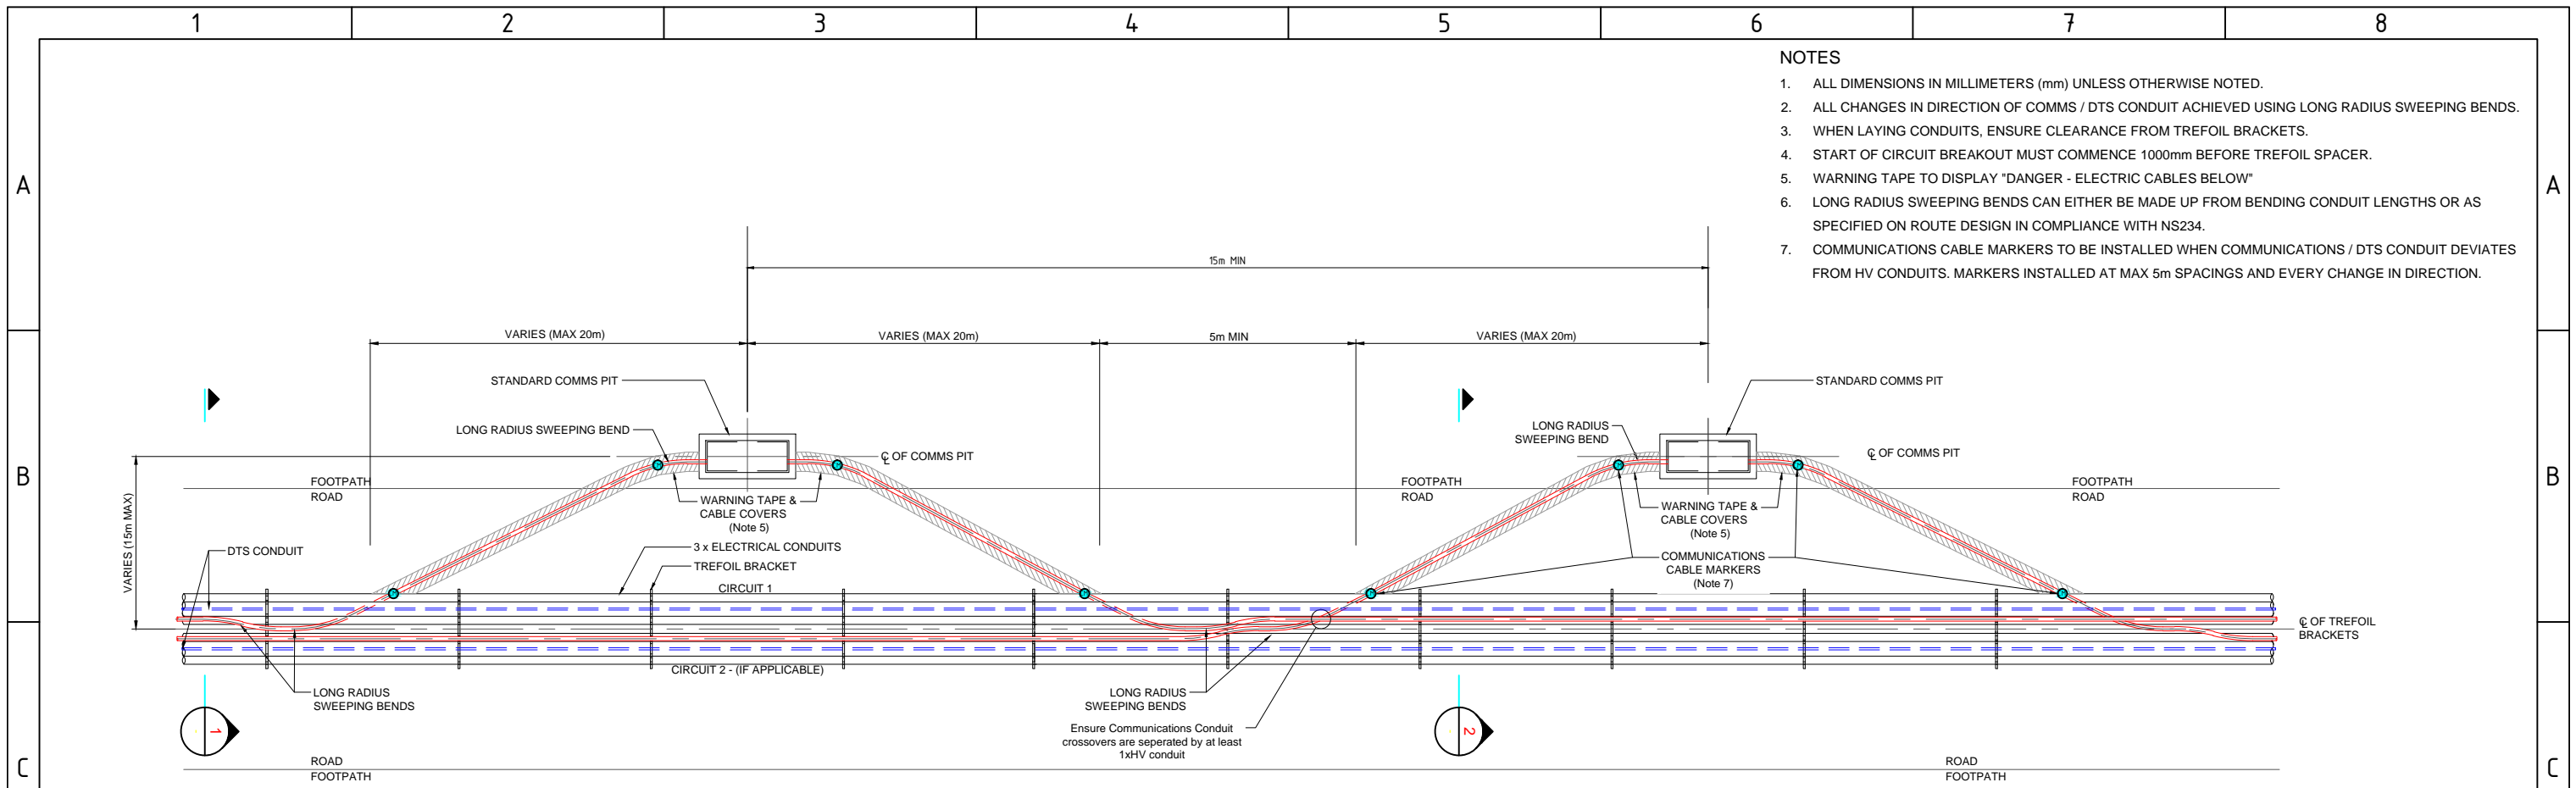 1 2 3 4 5 6 7 8
NOTES
1. ALL DIMENSIONS IN MILLIMETERS (mm) UNLESS OTHERWISE NOTED.
2. ALL CHANGES IN DIRECTION OF COMMS / DTS CONDUIT ACHIEVED USING LONG RADIUS SWEEPING BENDS.
3. WHEN LAYING CONDUITS, ENSURE CLEARANCE FROM TREFOIL BRACKETS.
4. START OF CIRCUIT BREAKOUT MUST COMMENCE 1000mm BEFORE TREFOIL SPACER.
5. WARNING TAPE TO DISPLAY "DANGER - ELECTRIC CABLES BELOW"
6. LONG RADIUS SWEEPING BENDS CAN EITHER BE MADE UP FROM BENDING CONDUIT LENGTHS OR AS
SPECIFIED ON ROUTE DESIGN IN COMPLIANCE WITH NS234.
7. COMMUNICATIONS CABLE MARKERS TO BE INSTALLED WHEN COMMUNICATIONS / DTS CONDUIT DEVIATES
FROM HV CONDUITS. MARKERS INSTALLED AT MAX 5m SPACINGS AND EVERY CHANGE IN DIRECTION.
A
A
15m MIN
VARIES (MAX 20m)
VARIES (MAX 20m)
5m MIN
VARIES (MAX 20m)
STANDARD COMMS PIT
STANDARD COMMS PIT
LONG RADIUS SWEEPING BEND
LONG RADIUS
SWEEPING BEND
℄ OF COMMS PIT
℄ OF COMMS PIT
B
B
FOOTPATH
ROAD
FOOTPATH
ROAD
FOOTPATH
ROAD
WARNING TAPE &
CABLE COVERS
(Note 5)
WARNING TAPE &
CABLE COVERS
(Note 5)
VARIES (15m MAX)
DTS CONDUIT
3 x ELECTRICAL CONDUITS
TREFOIL BRACKET
CIRCUIT 1
COMMUNICATIONS
CABLE MARKERS
(Note 7)
℄ OF TREFOIL
BRACKETS
CIRCUIT 2 - (IF APPLICABLE)
LONG RADIUS
SWEEPING BENDS
LONG RADIUS
SWEEPING BENDS
Ensure Communications Conduit
crossovers are seperated by at least
1xHV conduit
1
2
ROAD
FOOTPATH
ROAD
FOOTPATH
C
C